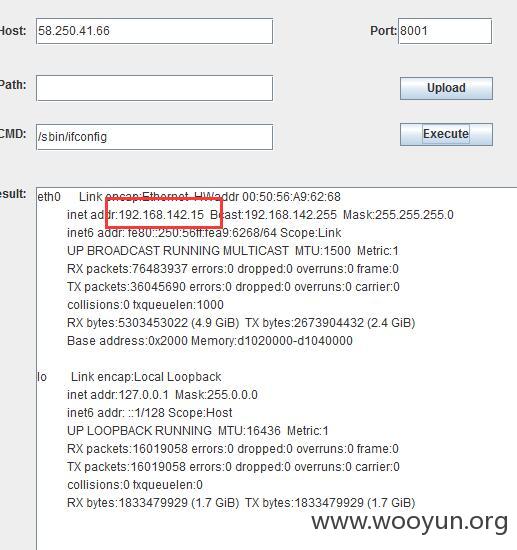 Host: 58.250.41.66 Port: 8001
Path: Upload
CMD: /sbin/ifconfig Execute
esult:
eth0 Link encap:Ethernet HWaddr 00:50:56:A9:62:68
inet addr:192.168.142.15 Bcast:192.168.142.255 Mask:255.255.255.0
inet6 addr: fe80::250:56ff:fea9:6268/64 Scope:Link
UP BROADCAST RUNNING MULTICAST MTU:1500 Metric:1
RX packets:76483937 errors:0 dropped:0 overruns:0 frame:0
TX packets:36045690 errors:0 dropped:0 overruns:0 carrier:0
collisions:0 txqueuelen:1000
RX bytes:5303453022 (4.9 GiB) TX bytes:2673904432 (2.4 GiB)
Base address:0x2000 Memory:d1020000-d1040000
lo Link encap:Local Loopback
inet addr:127.0.0.1 Mask:255.0.0.0
inet6 addr: ::1/128 Scope:Host
UP LOOPBACK RUNNING MTU:16436 Metric:1
RX packets:16019058 errors:0 dropped:0 overruns:0 frame:0
TX packets:16019058 errors:0 dropped:0 overruns:0 carrier:0
collisions:0 txqueuelen:0
RX bytes:1833479929 (1.7 GiB) TX bytes:1833479929 (1.7 GiB)
www.wooyun.org